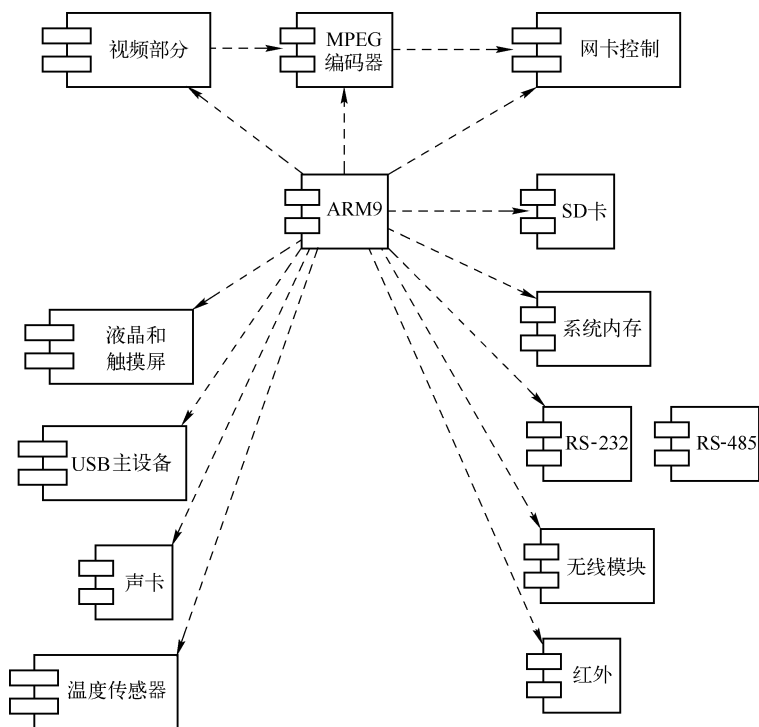 视频部分
MPEG
编码器
网卡控制
ARM9
SD卡
液晶和
触摸屏
系统内存
USB主设备
RS-232
RS-485
声卡
无线模块
温度传感器
红外